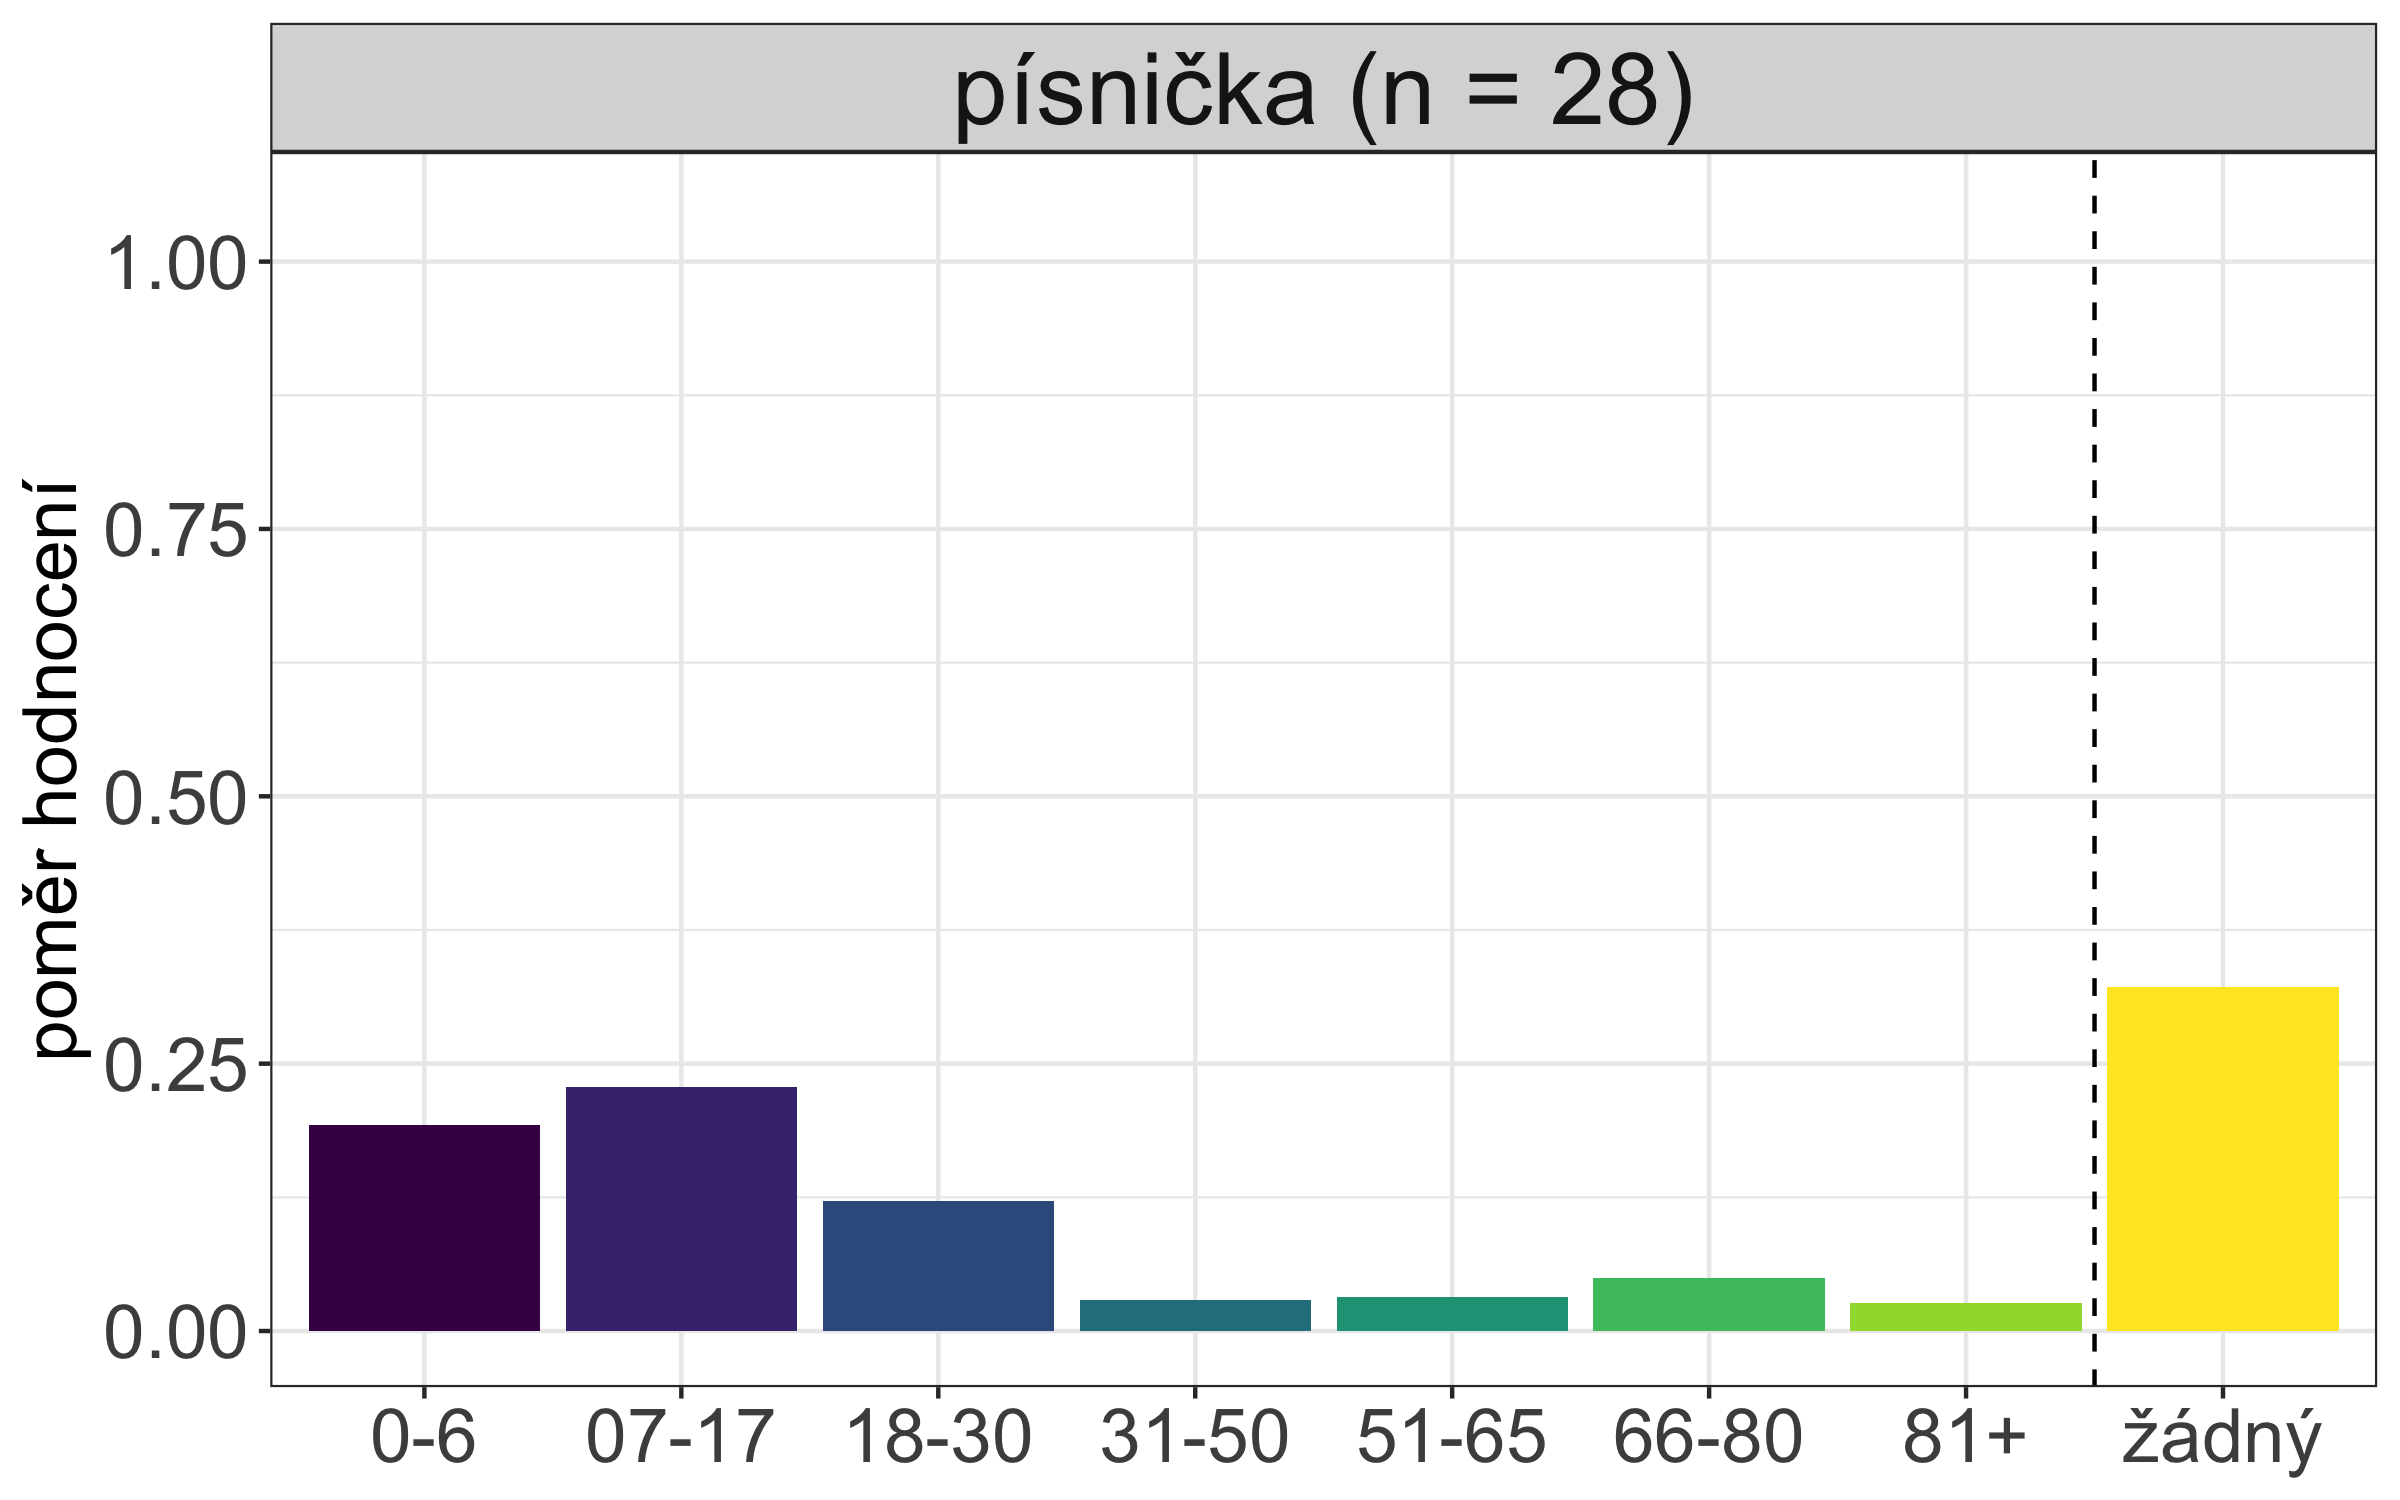 písnička (n = 28)
poměr hodnocení
1.00
0.75
0.50
0.25
0.00
0-6 07-17 18-30 31-50 51-65 66-80 81+ žádný